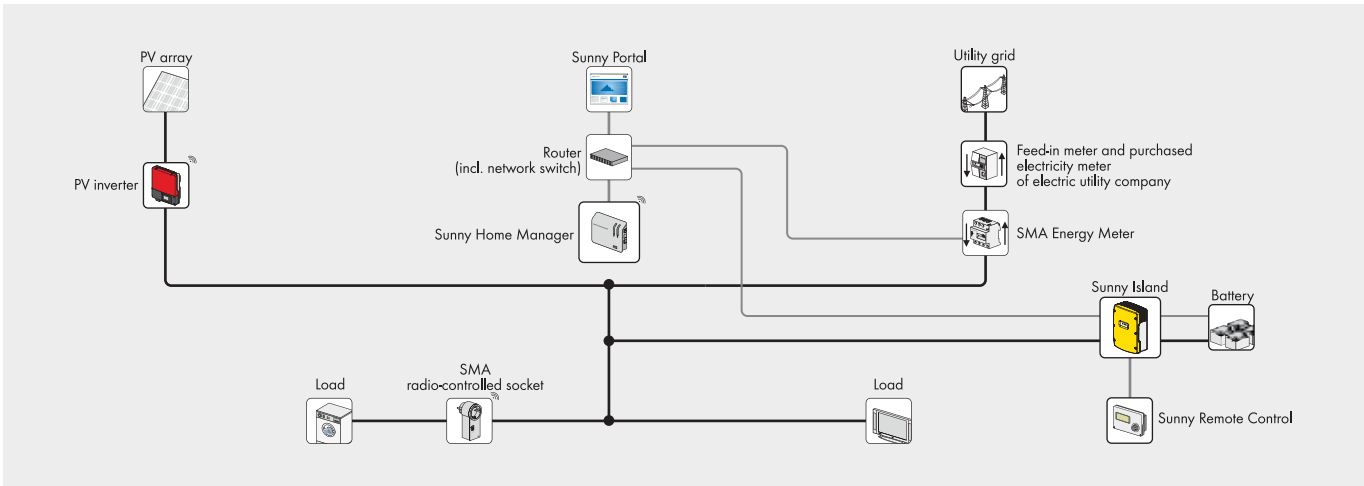 PV array
Sunny Portal
Utility grid
Router
(incl. network switch)
Feed-in meter and purchased
electricity meter
of electric utility company
PV inverter
Sunny Home Manager
SMA Energy Meter
Sunny Island
Battery
Load
SMA
radio-controlled socket
Load
Sunny Remote Control